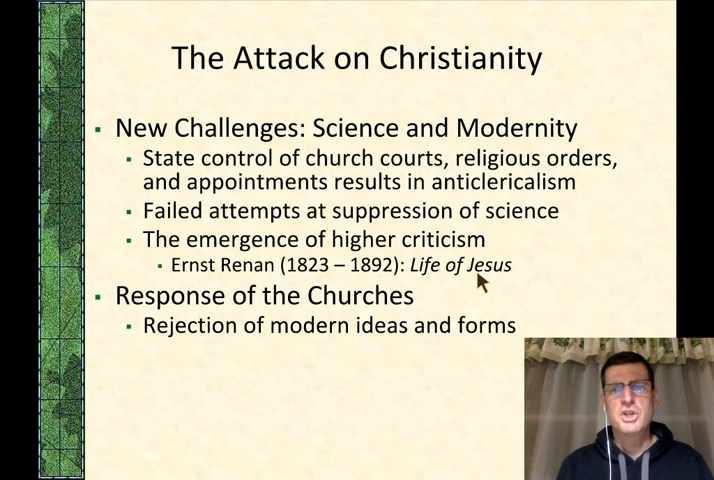 The Attack on Christianity
▪ New Challenges: Science and Modernity
▪ State control of church courts, religious orders,
and appointments results in anticlericalism
▪ Failed attempts at suppression of science
▪ The emergence of higher criticism
▪ Ernst Renan (1823 – 1892): Life of Jesus
▪ Response of the Churches
▪ Rejection of modern ideas and forms